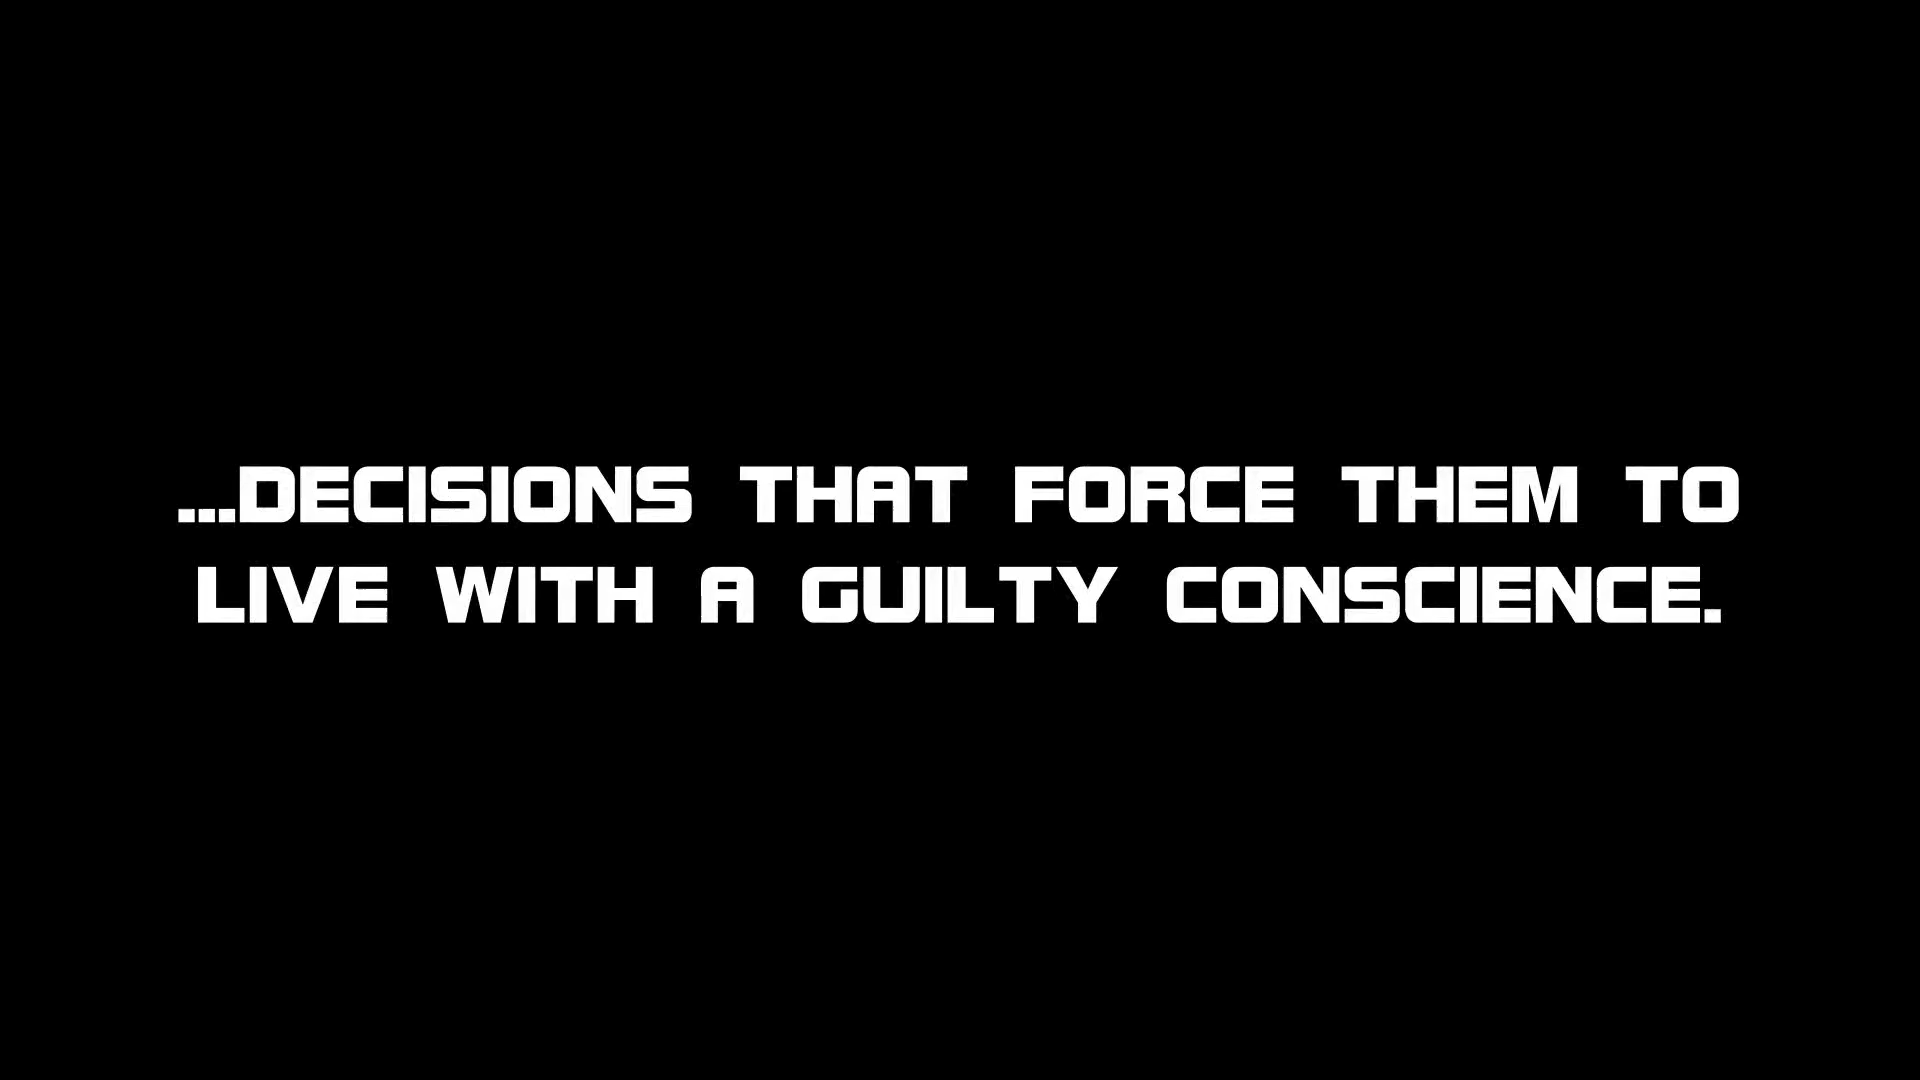 ...DECISIONS THAT FORCE THEM TO
LIVE WITH A GUILTY CONSCIENCE.